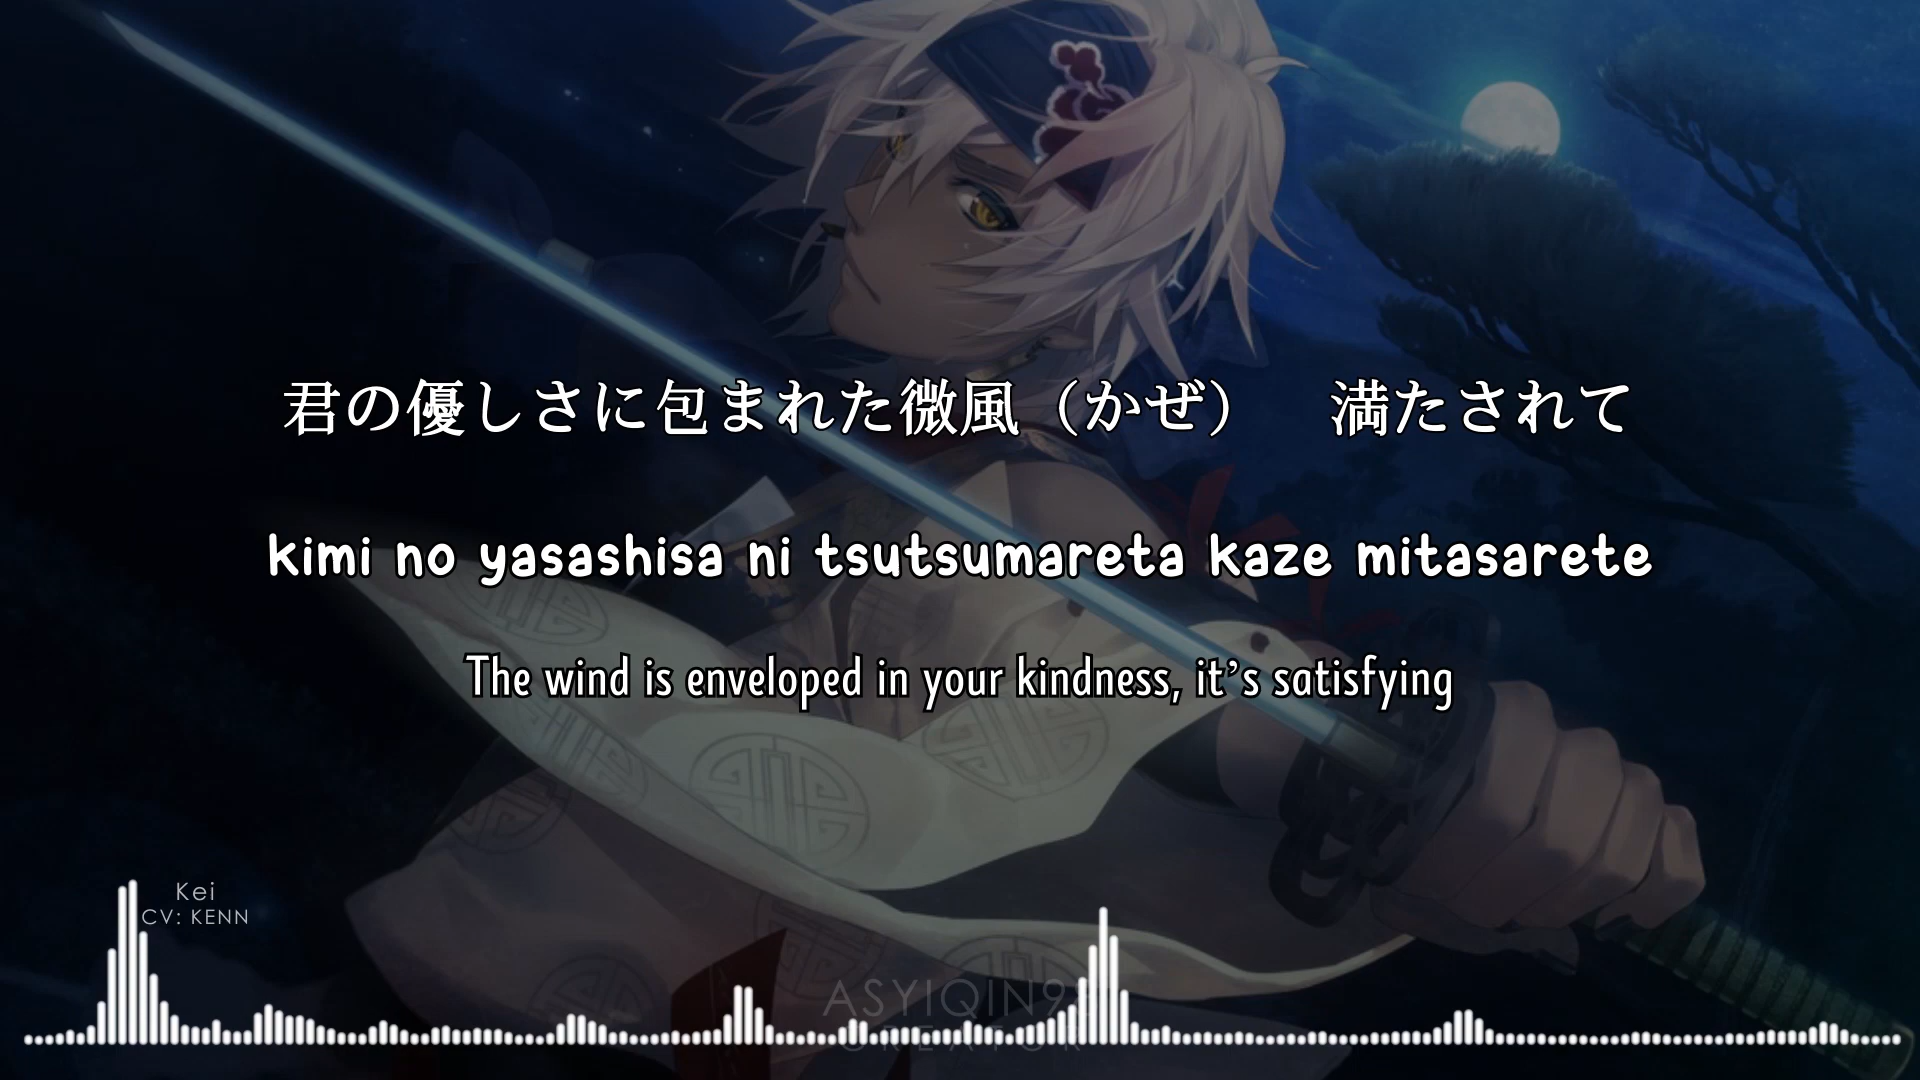 君の優しさに包まれた微風（かぜ）　満たされて
kimi no yasashisa ni tsutsumareta kaze mitasarete
The wind is enveloped in your kindness, it’s satisfying
Kei
CV: KENN
ASYIQIN98
CREATOR